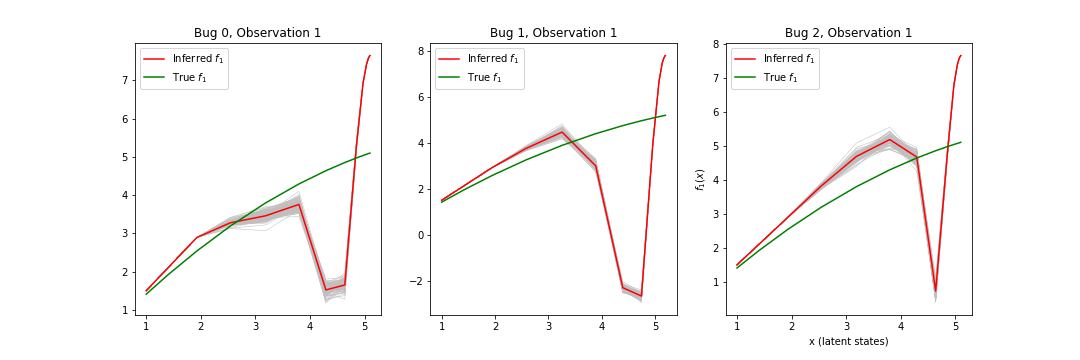 Bug 0, Observation 1
Inferred f₁
True f₁
7
6
5
4
3
2
1
1 2 3 4 5
Bug 1, Observation 1
Inferred f₁
True f₁
8
6
4
2
0
−2
1 2 3 4 5
Bug 2, Observation 1
Inferred f₁
True f₁
f₁(x)
8
7
6
5
4
3
2
1
1 2 3 4 5
x (latent states)